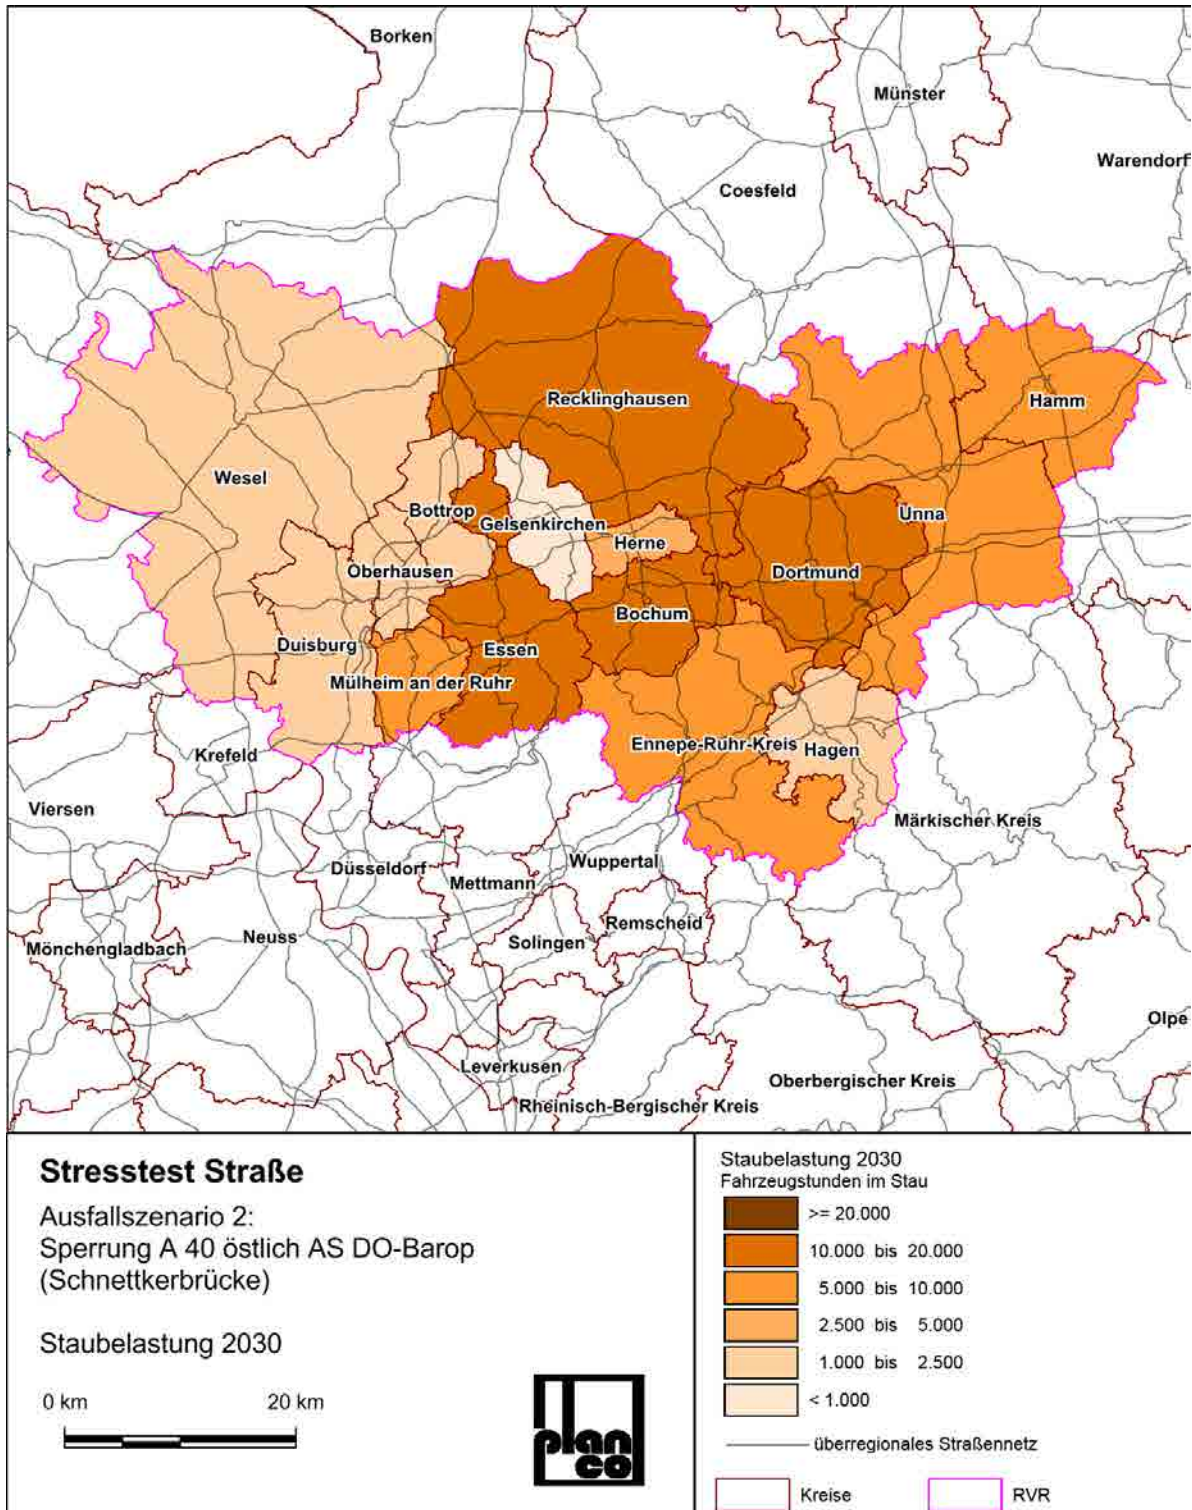 Borken
Münster
Warendorf
Coesfeld
Recklinghausen
Hamm
Wesel
Bottrop
Gelsenkirchen
Unna
Herne
Oberhausen
Dortmund
Bochum
Duisburg
Essen
Mülheim an der Ruhr
Ennepe-Ruhr-Kreis
Hagen
Krefeld
Viersen
Märkischer Kreis
Wuppertal
Düsseldorf
Mettmann
Remscheid
Neuss
Solingen
Mönchengladbach
Olpe
Leverkusen
Oberbergischer Kreis
Rheinisch-Bergischer Kreis
Stresstest Straße
Ausfallszenario 2:
Sperrung A 40 östlich AS DO-Barop
(Schnettkerbrücke)
Staubelastung 2030
0 km 20 km
plan
co
Staubelastung 2030
Fahrzeugstunden im Stau
>= 20.000
10.000 bis 20.000
5.000 bis 10.000
2.500 bis 5.000
1.000 bis 2.500
< 1.000
überregionales Straßennetz
Kreise RVR